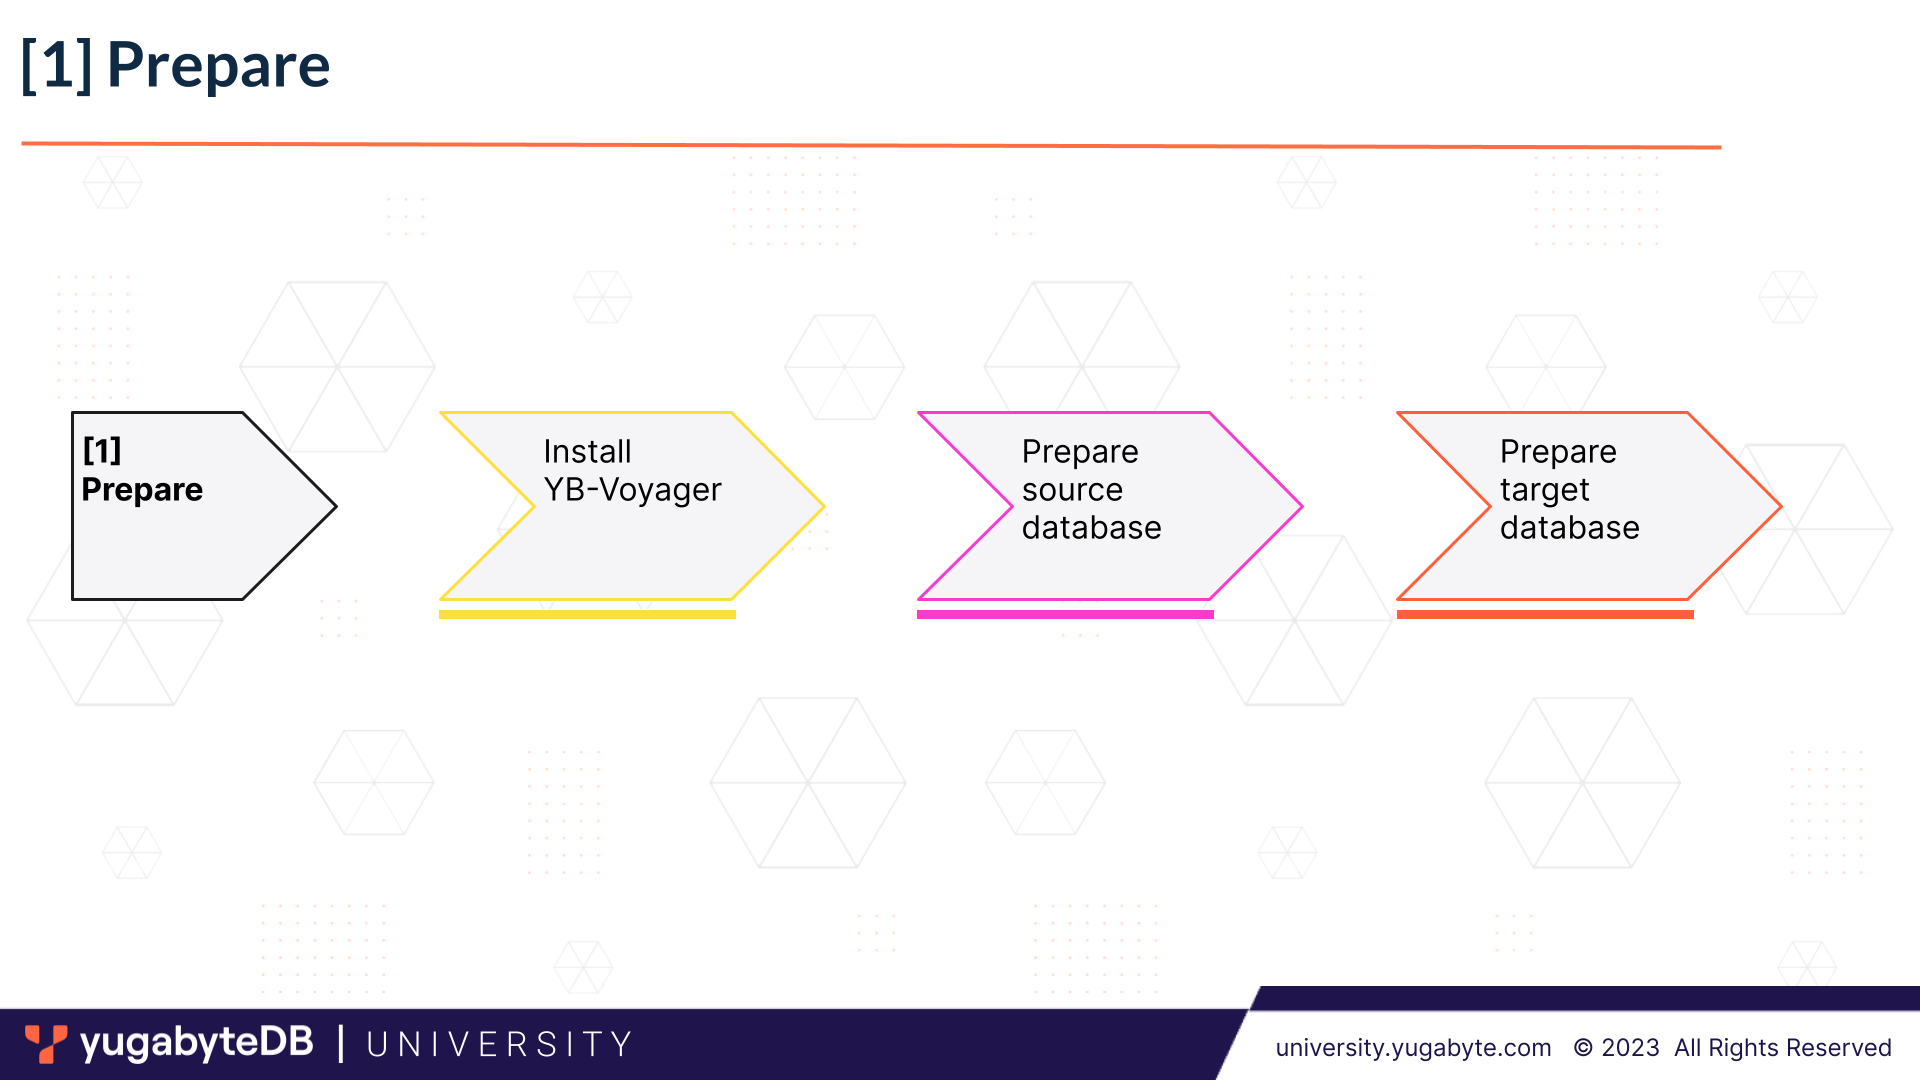 [1] Prepare
[1]
Prepare
Install
YB-Voyager
Prepare
source
database
Prepare
target
database
yugabyteDB | UNIVERSITY
university.yugabyte.com © 2023 All Rights Reserved